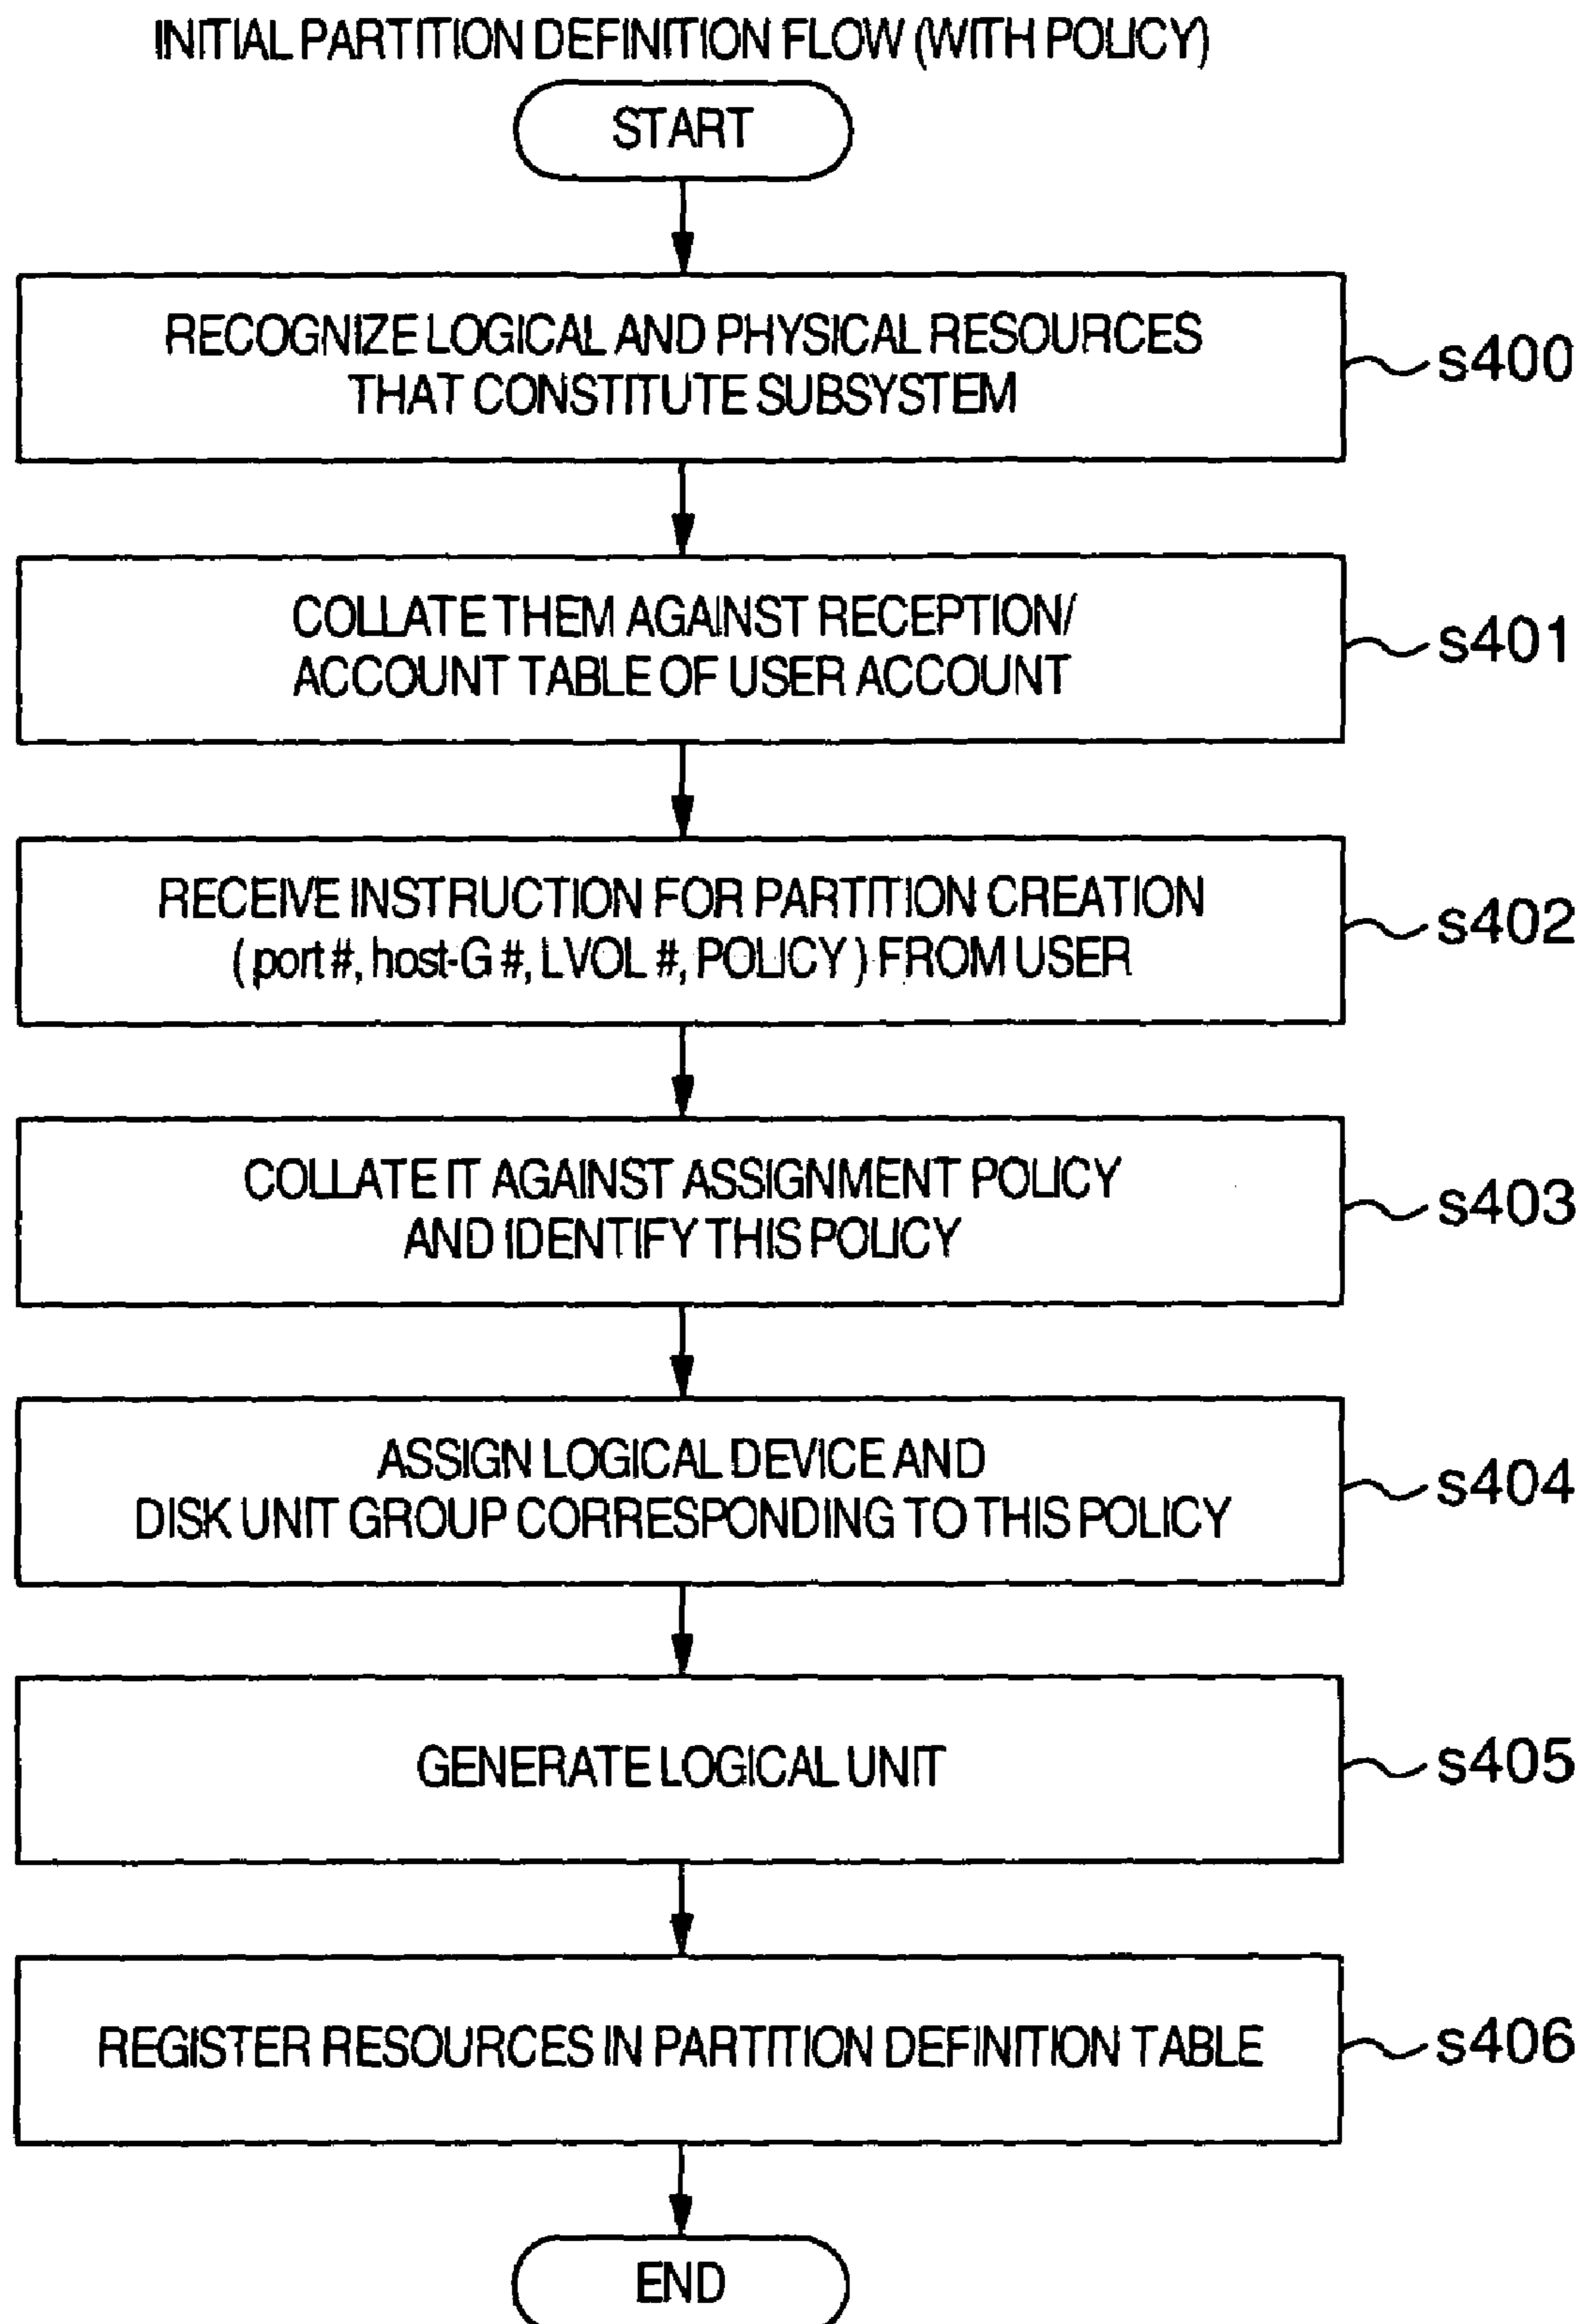 INITIAL PARTITION DEFINITION FLOW (WITH POLICY)
START
RECOGNIZE LOGICAL AND PHYSICAL RESOURCES
THAT CONSTITUTE SUBSYSTEM
s400
COLLATE THEM AGAINST RECEPTION/
ACCOUNT TABLE OF USER ACCOUNT
s401
RECEIVE INSTRUCTION FOR PARTITION CREATION
(port#, host-G #, LVOL #, POLICY) FROM USER
s402
COLLATE IT AGAINST ASSIGNMENT POLICY
AND IDENTIFY THIS POLICY
s403
ASSIGN LOGICAL DEVICE AND
DISK UNIT GROUP CORRESPONDING TO THIS POLICY
s404
GENERATE LOGICAL UNIT
s405
REGISTER RESOURCES IN PARTITION DEFINITION TABLE
s406
END